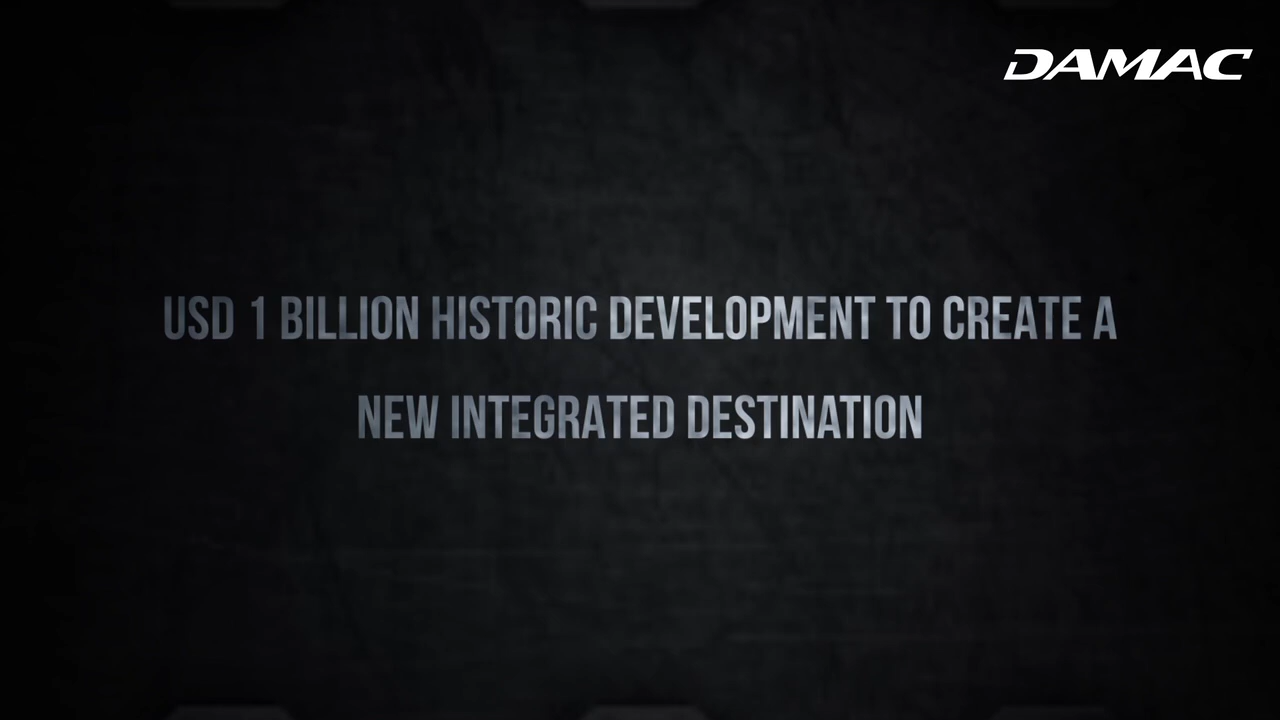 DAMAC
USD 1 BILLION HISTORIC DEVELOPMENT TO CREATE A
NEW INTEGRATED DESTINATION